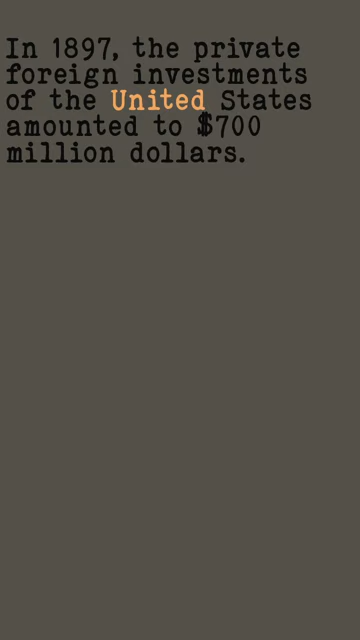 In 1897, the private
foreign investments
of the United States
amounted to $700
million dollars.